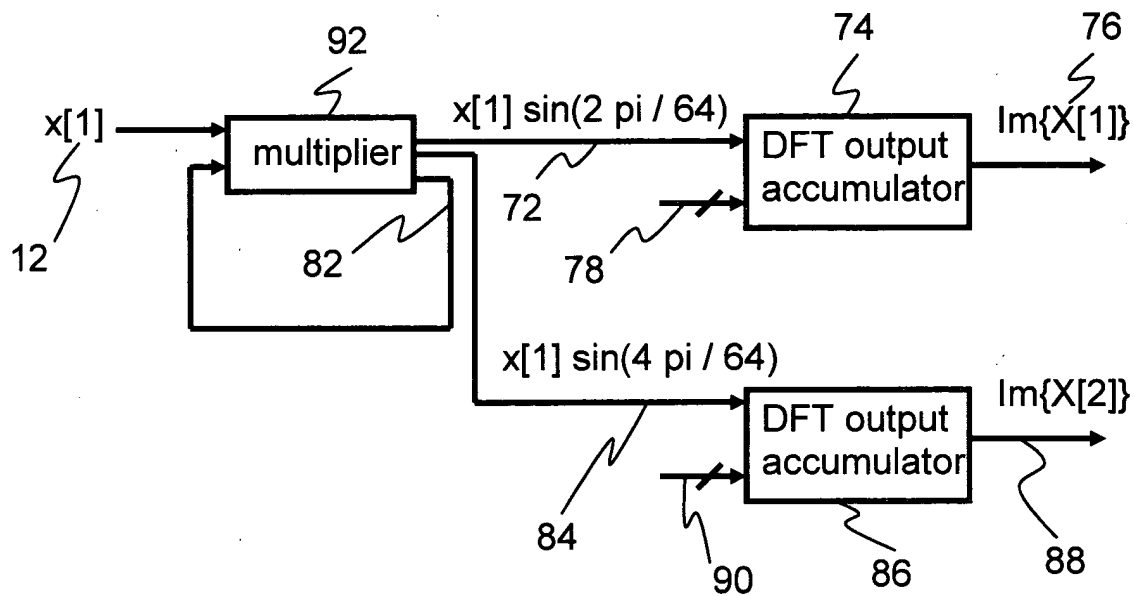 92
74
76
x[1]
multiplier
x[1] sin(2 pi / 64)
DFT output
accumulator
Im{X[1]}
12
82
72
78
x[1] sin(4 pi / 64)
DFT output
accumulator
Im{X[2]}
84
90
86
88